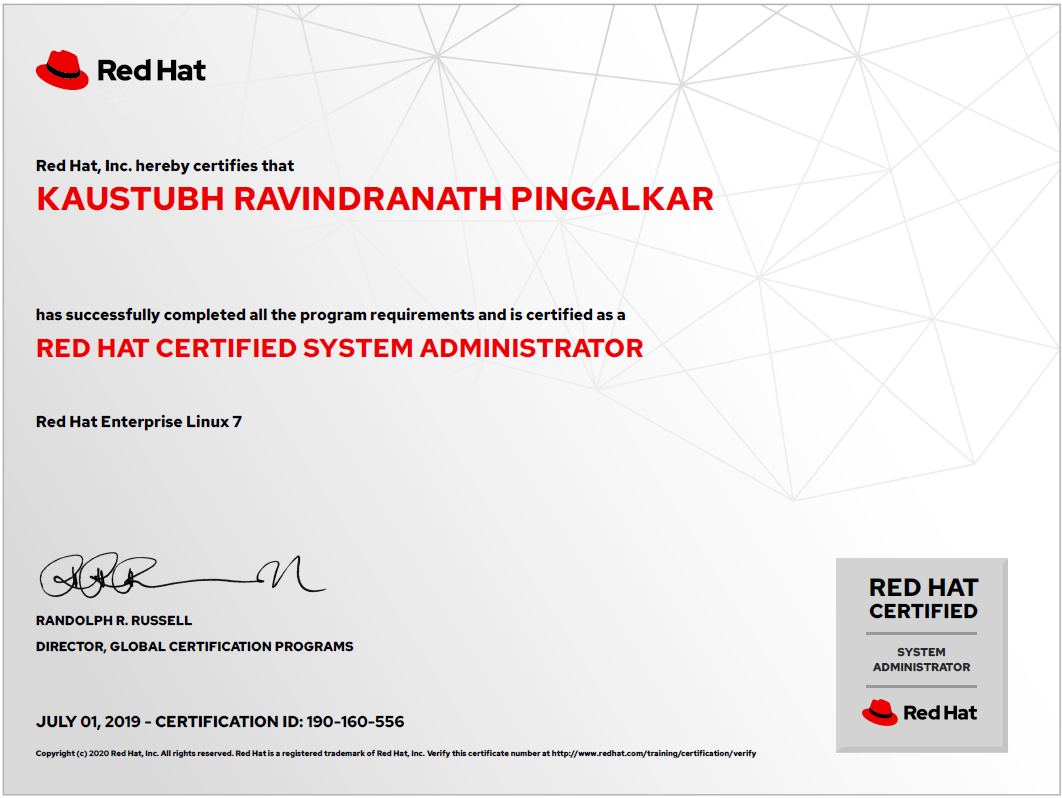 Red Hat
Red Hat, Inc. hereby certifies that
KAUSTUBH RAVINDRANATH PINGALKAR
has successfully completed all the program requirements and is certified as a
RED HAT CERTIFIED SYSTEM ADMINISTRATOR
Red Hat Enterprise Linux 7
RANDOLPH R. RUSSELL
DIRECTOR, GLOBAL CERTIFICATION PROGRAMS
JULY 01, 2019 - CERTIFICATION ID: 190-160-556
Copyright (c) 2020 Red Hat, Inc. All rights reserved. Red Hat is a registered trademark of Red Hat, Inc. Verify this certificate number at http://www.redhat.com/training/certification/verify
RED HAT
CERTIFIED
SYSTEM
ADMINISTRATOR
Red Hat